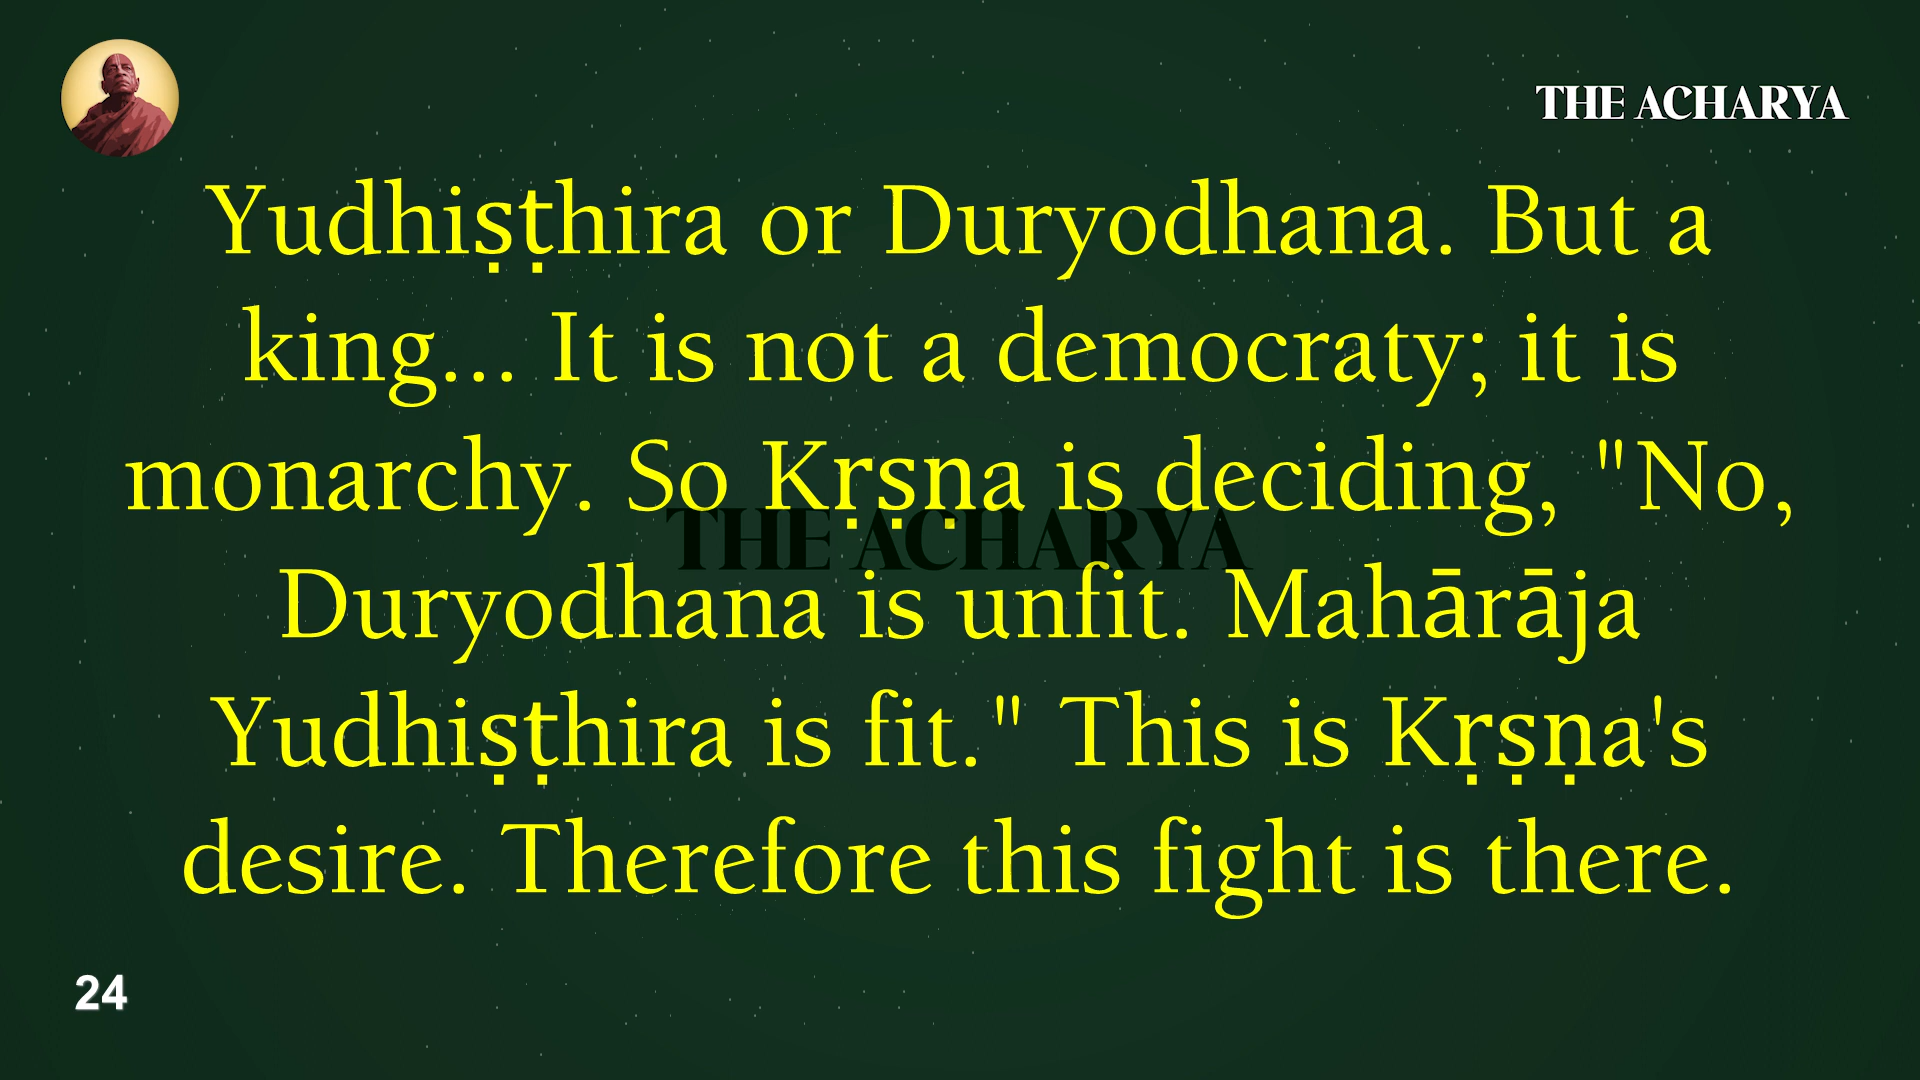 THE ACHARYA
Yudhiṣṭhira or Duryodhana. But a
king... It is not a democraty; it is
monarchy. So Kṛṣṇa is deciding, "No,
THE ACHARYA
Duryodhana is unfit. Mahārāja
Yudhiṣṭhira is fit." This is Kṛṣṇa's
desire. Therefore this fight is there.
24